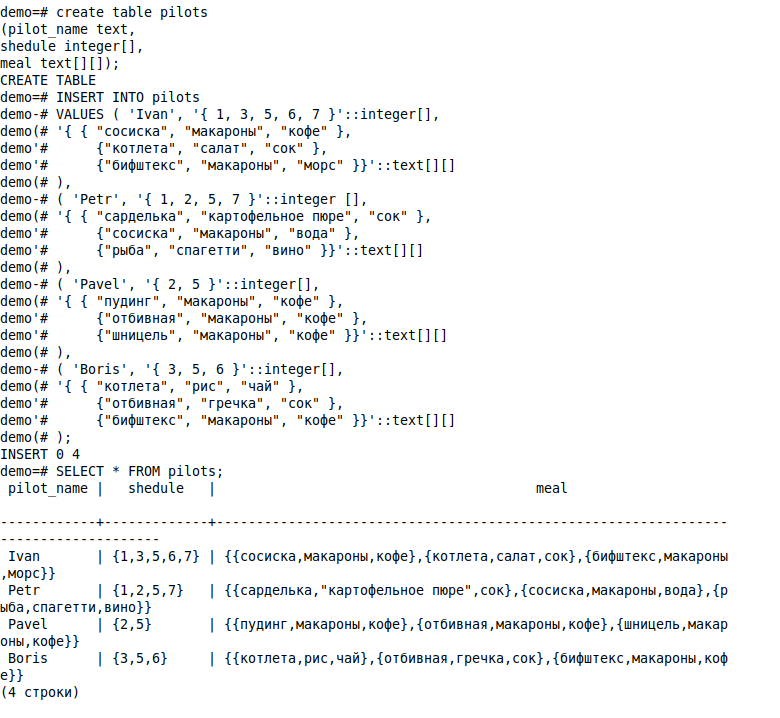 demo=# create table pilots
(pilot_name text,
shedule integer[],
meal text[][]);
CREATE TABLE
demo=# INSERT INTO pilots
demo-# VALUES ( 'Ivan', '{ 1, 3, 5, 6, 7 }'::integer[],
demo(# '{ { "сосиска", "макароны", "кофе" },
demo'#      {"котлета", "салат", "сок" },
demo'#      {"бифштекс", "макароны", "морс" }}'::text[][]
demo(# ),
demo-# ( 'Petr', '{ 1, 2, 5, 7 }'::integer [],
demo(# '{ { "сарделька", "картофельное пюре", "сок" },
demo'#      {"сосиска", "макароны", "вода" },
demo'#      {"рыба", "спагетти", "вино" }}'::text[][]
demo(# ),
demo-# ( 'Pavel', '{ 2, 5 }'::integer[],
demo(# '{ { "пудинг", "макароны", "кофе" },
demo'#      {"отбивная", "макароны", "кофе" },
demo'#      {"шницель", "макароны", "кофе" }}'::text[][]
demo(# ),
demo-# ( 'Boris', '{ 3, 5, 6 }'::integer[],
demo(# '{ { "котлета", "рис", "чай" },
demo'#      {"отбивная", "гречка", "сок" },
demo'#      {"бифштекс", "макароны", "кофе" }}'::text[][]
demo(# );
INSERT 0 4
demo=# SELECT * FROM pilots;
 pilot_name |   shedule   |                                        meal
------------+-------------+----------------------------------------------------------------
--------------------
 Ivan       | {1,3,5,6,7} | {{сосиска,макароны,кофе},{котлета,салат,сок},{бифштекс,макароны
,морс}}
 Petr       | {1,2,5,7}   | {{сарделька,"картофельное пюре",сок},{сосиска,макароны,вода},{р
ыба,спагетти,вино}}
 Pavel      | {2,5}       | {{пудинг,макароны,кофе},{отбивная,макароны,кофе},{шницель,макар
оны,кофе}}
 Boris      | {3,5,6}     | {{котлета,рис,чай},{отбивная,гречка,сок},{бифштекс,макароны,коф
е}}
(4 строки)